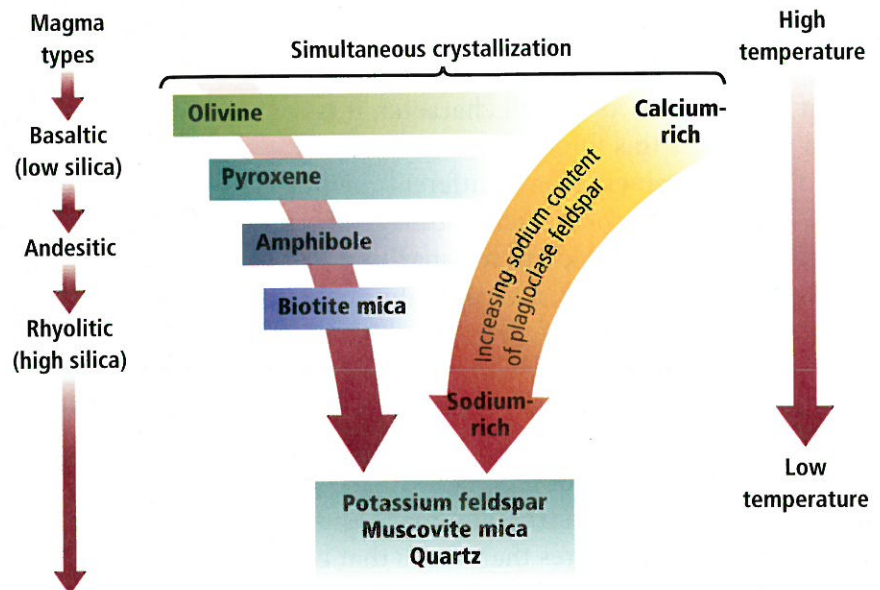 Magma
types
Basaltic
(low silica)
Andesitic
Rhyolitic
(high silica)
Simultaneous crystallization
Olivine
Pyroxene
Amphibole
Biotite mica
Calcium-
rich
Increasing sodium content
of plagioclase feldspar
Sodium-
rich
Potassium feldspar
Muscovite mica
Quartz
High
temperature
Low
temperature